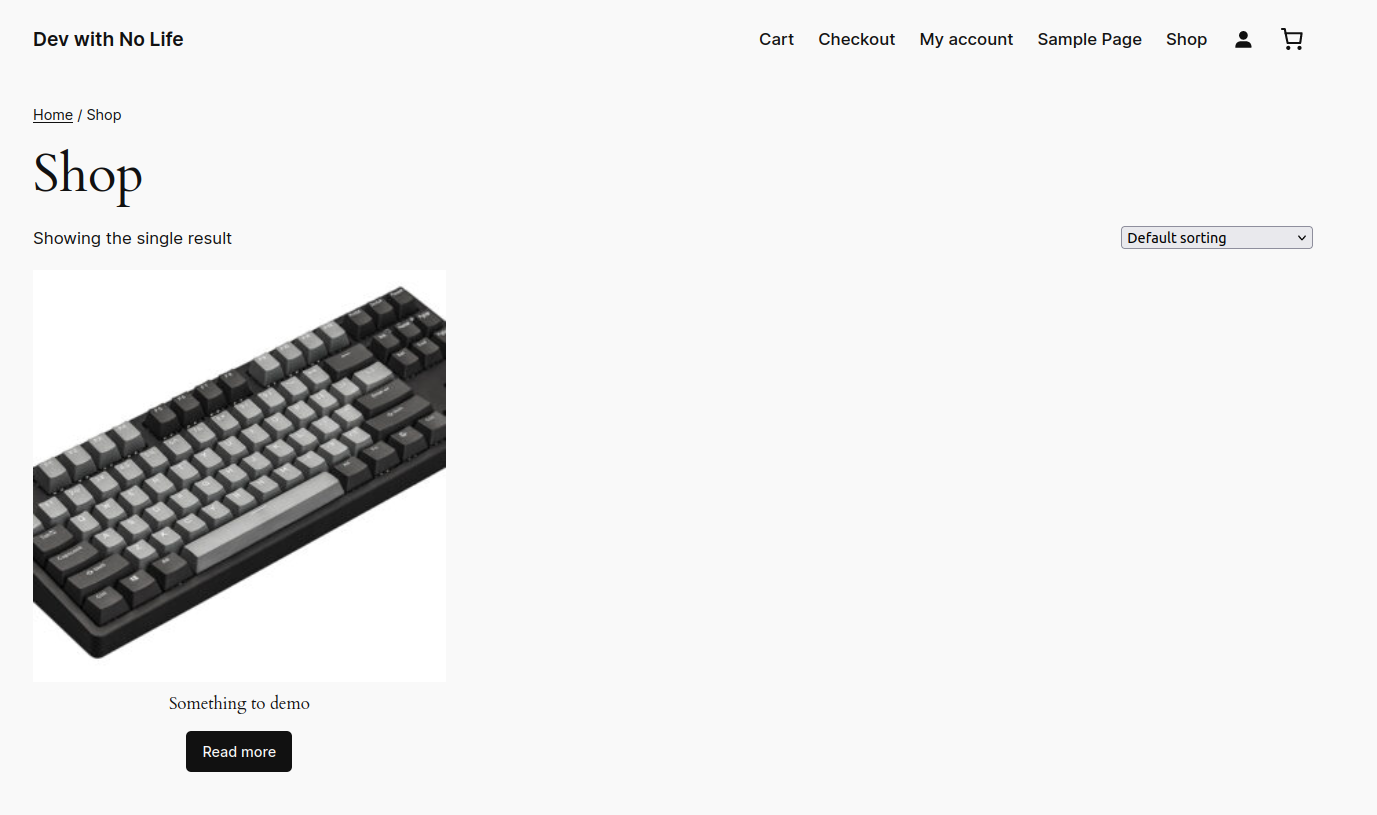 Dev with No Life
Cart Checkout My account Sample Page Shop
Home / Shop
Shop
Showing the single result
Default sorting
Something to demo
Read more